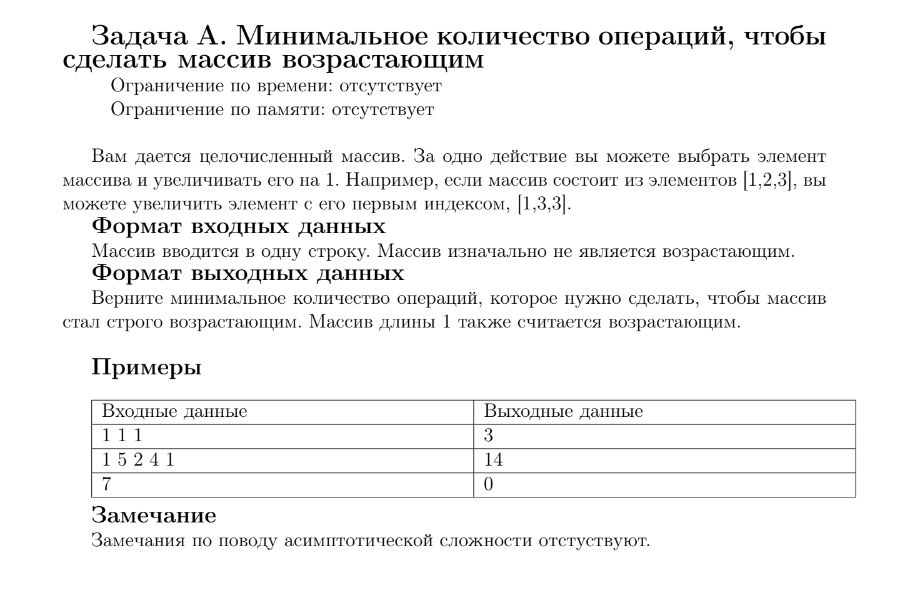 Задача А. Минимальное количество операций, чтобы
сделать массив возрастающим
Ограничение по времени: отсутствует
Ограничение по памяти: отсутствует
Вам дается целочисленный массив. За одно действие вы можете выбрать элемент
массива и увеличивать его на 1. Например, если массив состоит из элементов [1,2,3], вы
можете увеличить элемент с его первым индексом, [1,3,3].
Формат входных данных
Массив вводится в одну строку. Массив изначально не является возрастающим.
Формат выходных данных
Верните минимальное количество операций, которое нужно сделать, чтобы массив
стал строго возрастающим. Массив длины 1 также считается возрастающим.
Примеры
Входные данные Выходные данные
1 1 1 3
1 5 2 4 1 14
7 0
Замечание
Замечания по поводу асимптотической сложности отстуствуют.